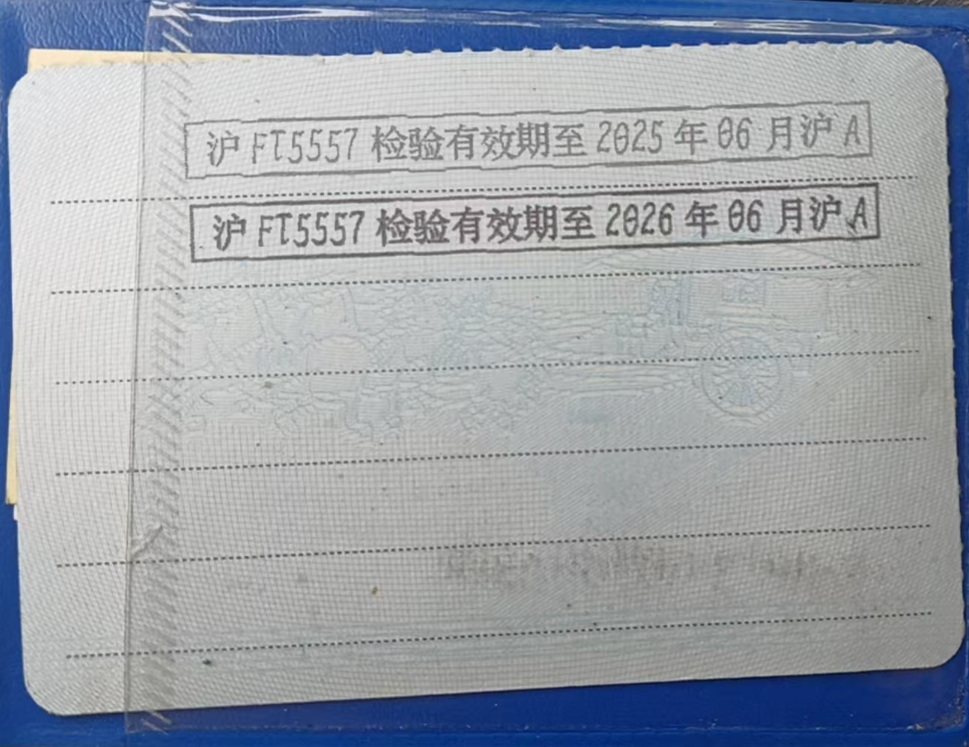 沪 FT5557 检验有效期至 2025 年 06 月沪 A
沪 FT5557 检验有效期至 2026 年 06 月沪 A